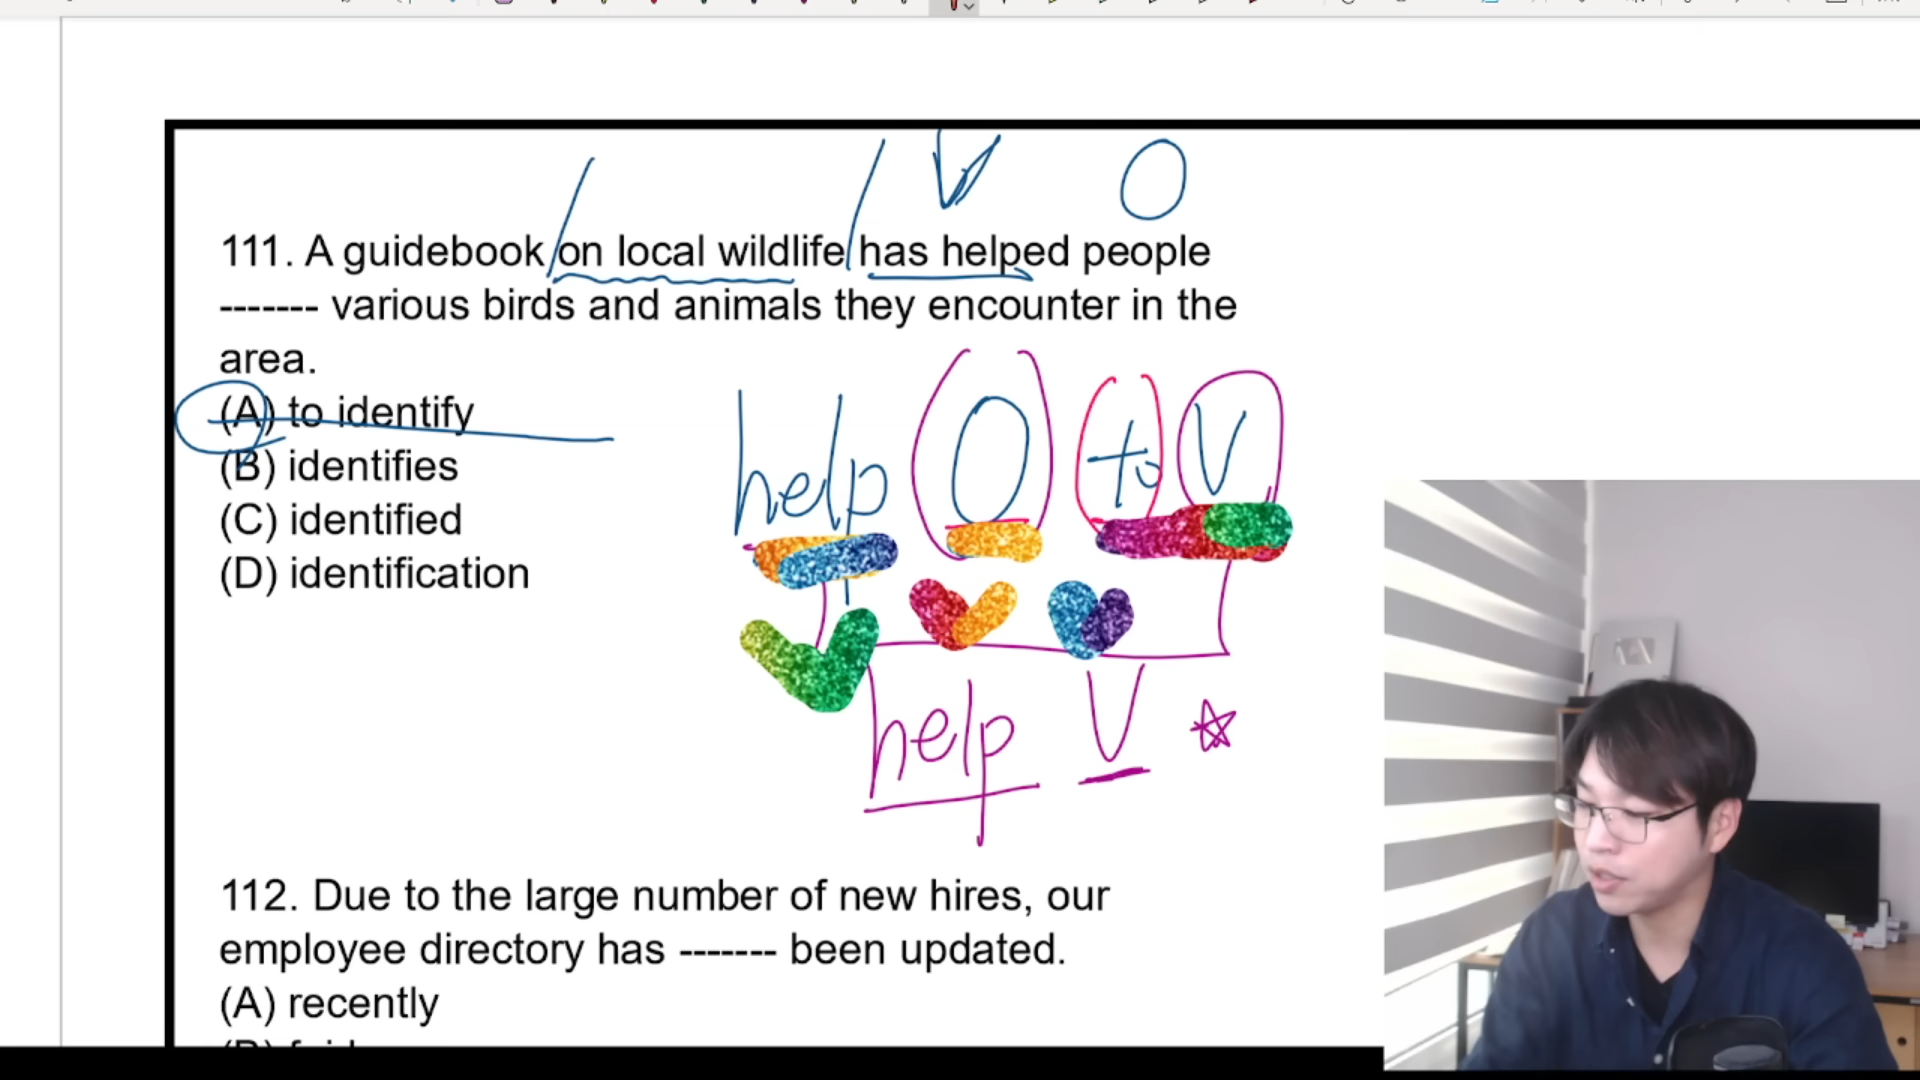 V O
111. A guidebook on local wildlife has helped people
------- various birds and animals they encounter in the
area.
(A) to identify
(B) identifies
(C) identified
(D) identification
help O to V
help V
112. Due to the large number of new hires, our
employee directory has ------- been updated.
(A) recently